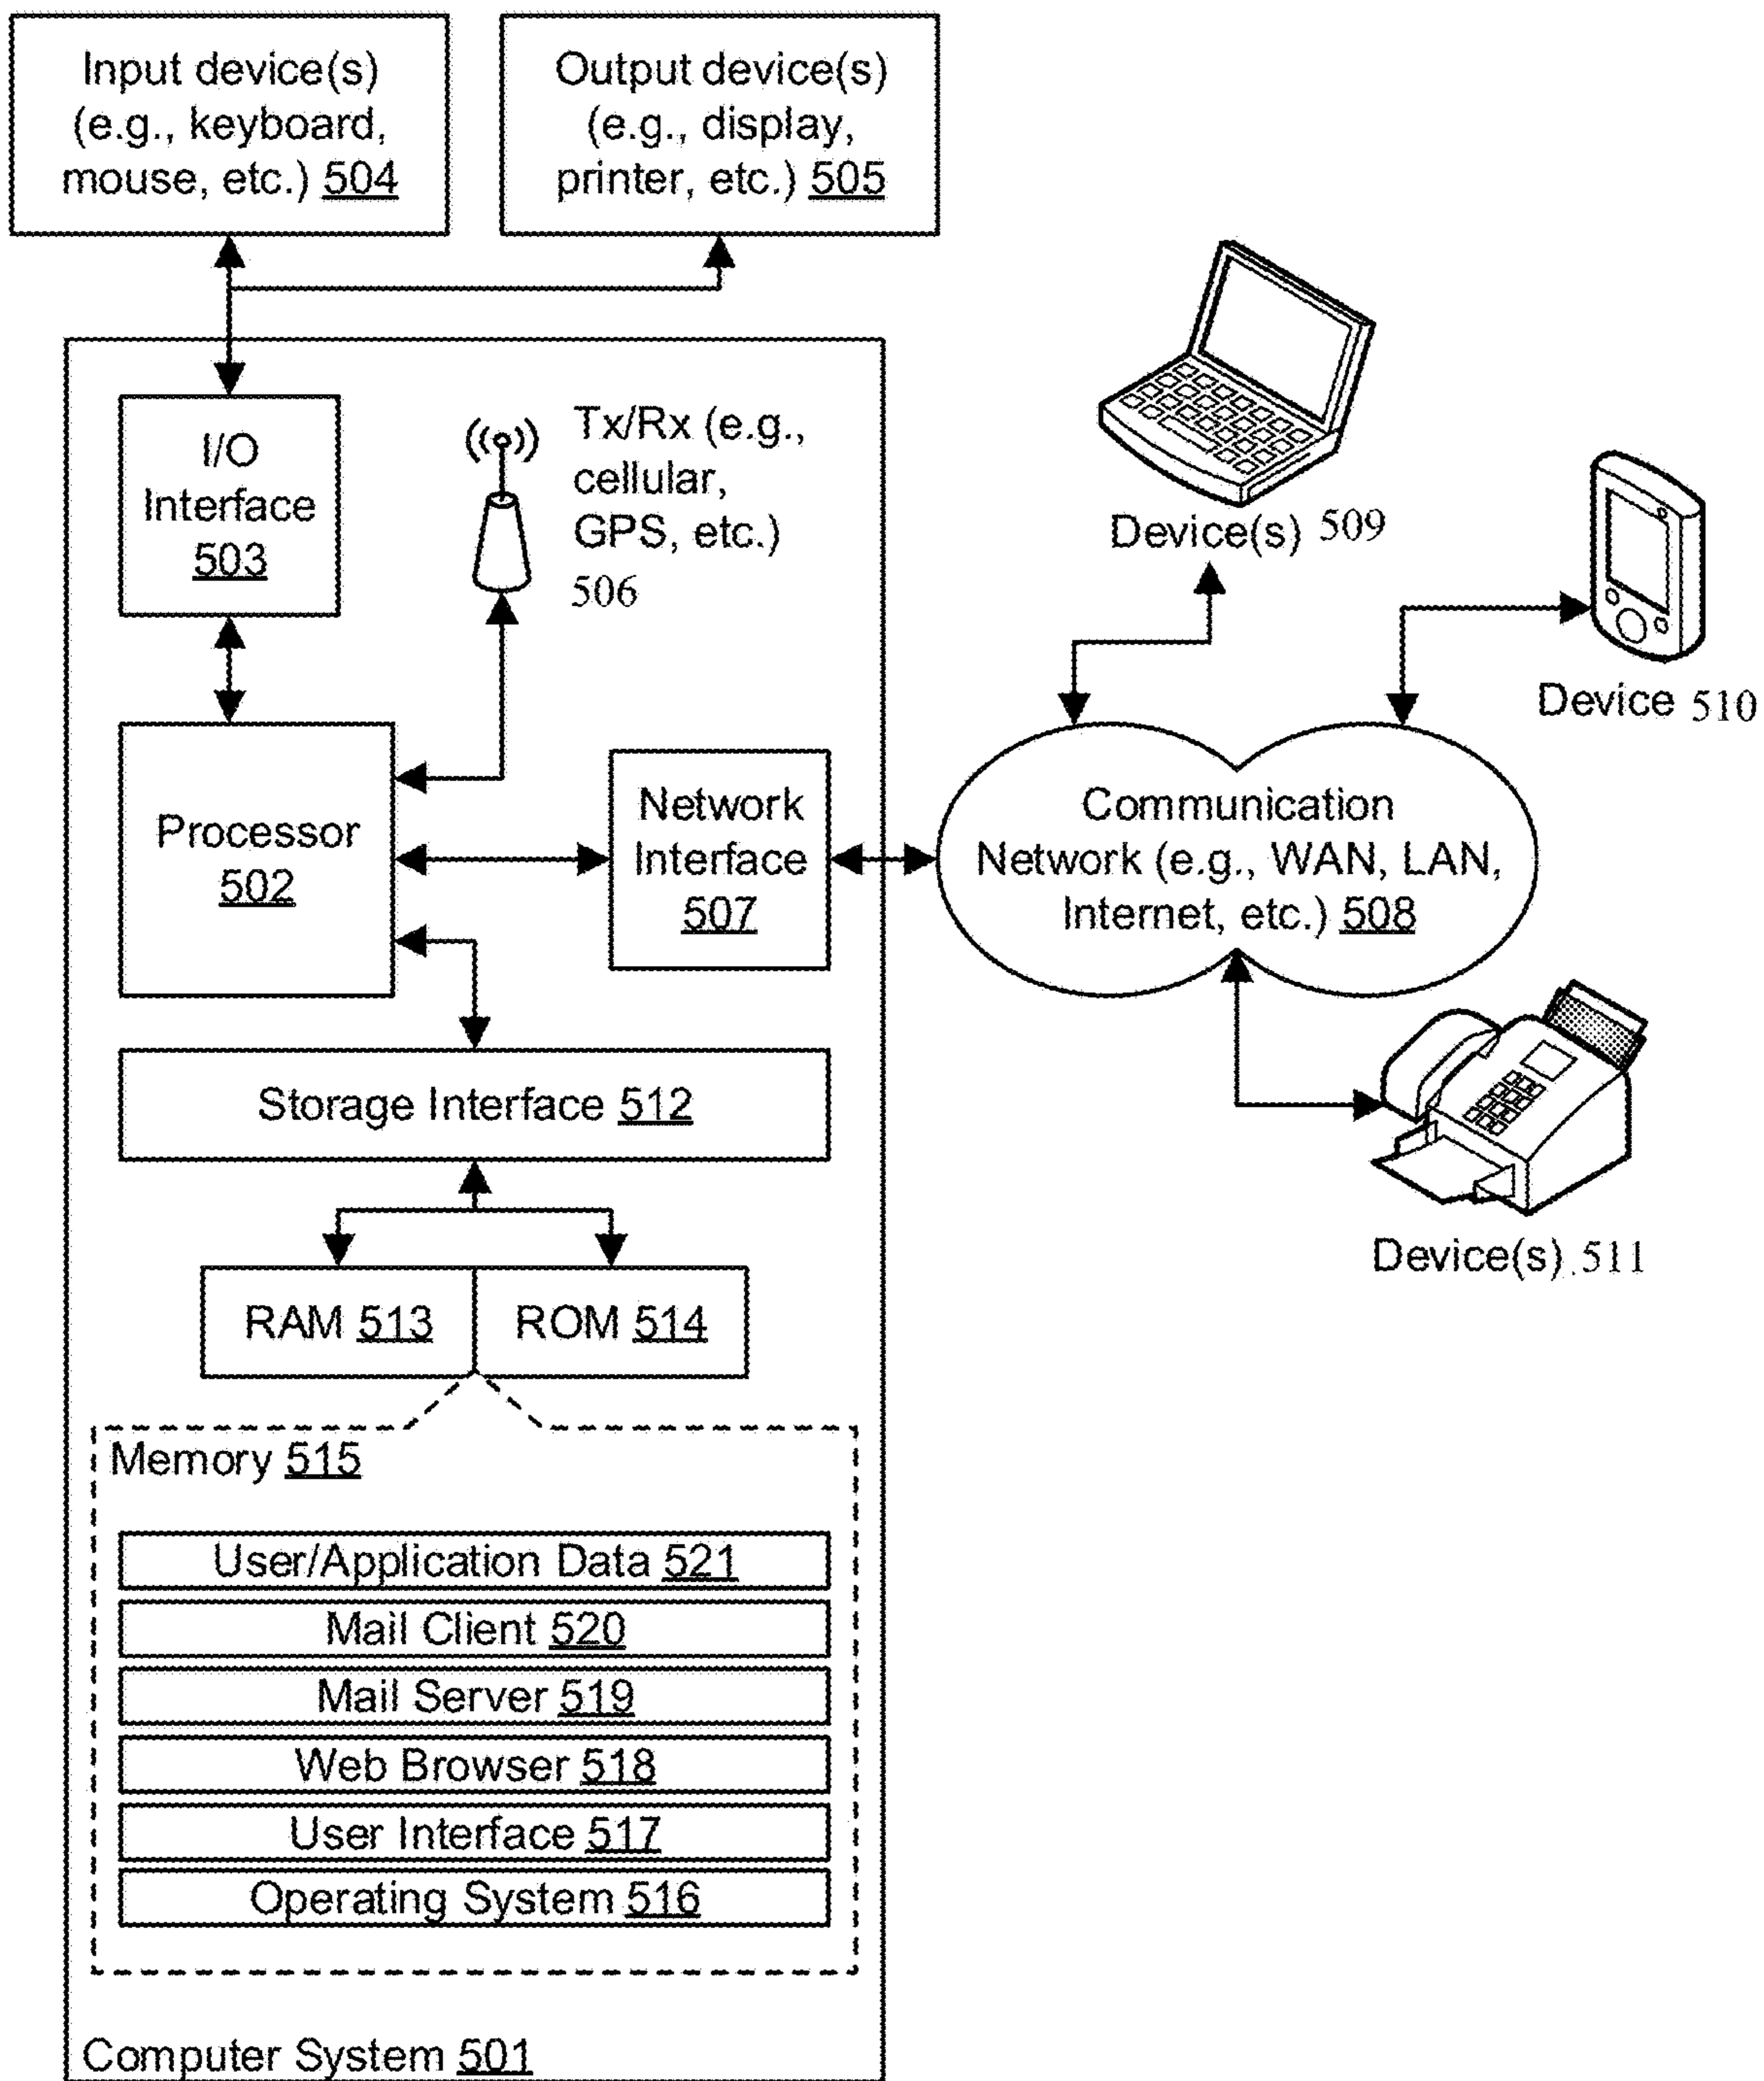 Input device(s)
(e.g., keyboard,
mouse, etc.) 504
Output device(s)
(e.g., display,
printer, etc.) 505
I/O
Interface
503
Tx/Rx (e.g.,
cellular,
GPS, etc.)
506
Device(s) 509
Device 510
Processor
502
Network
Interface
507
Communication
Network (e.g., WAN, LAN,
Internet, etc.) 508
Storage Interface 512
Device(s) 511
RAM 513
ROM 514
Memory 515
User/Application Data 521
Mail Client 520
Mail Server 519
Web Browser 518
User Interface 517
Operating System 516
Computer System 501